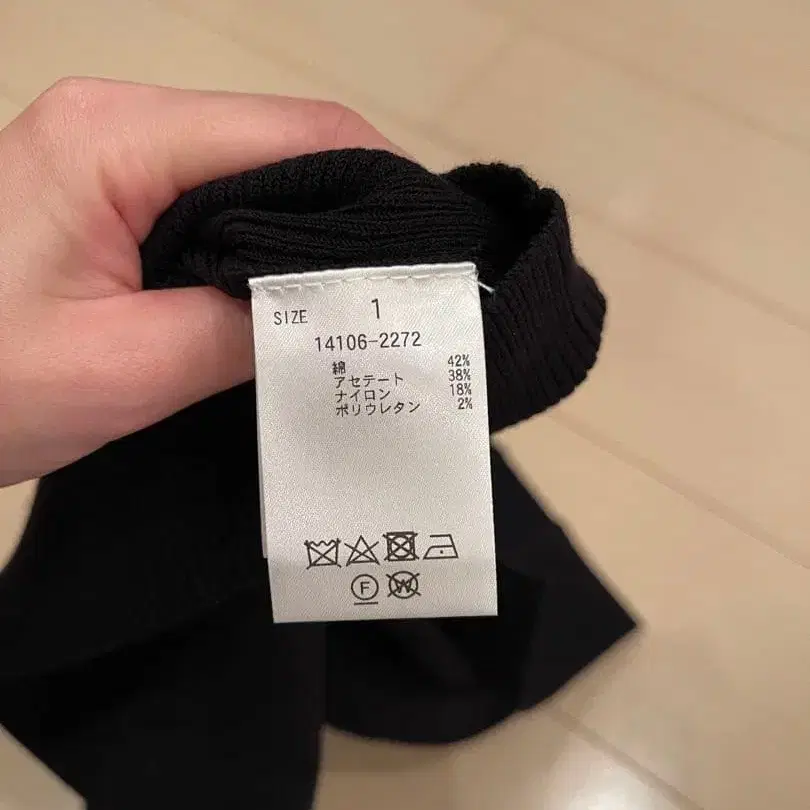 SIZE 1
14106-2272
綿 42%
アセテート 38%
ナイロン 18%
ポリウレタン 2%
F W